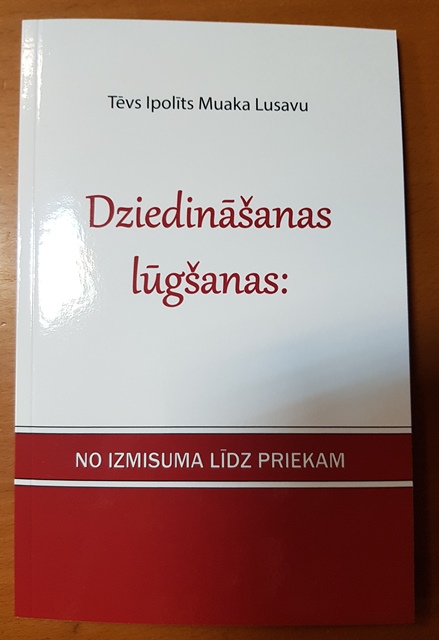 Tēvs Ipolīts Muaka Lusavu
Dziedināšanas
lūgšanas:
NO IZMISUMA LĪDZ PRIEKAM